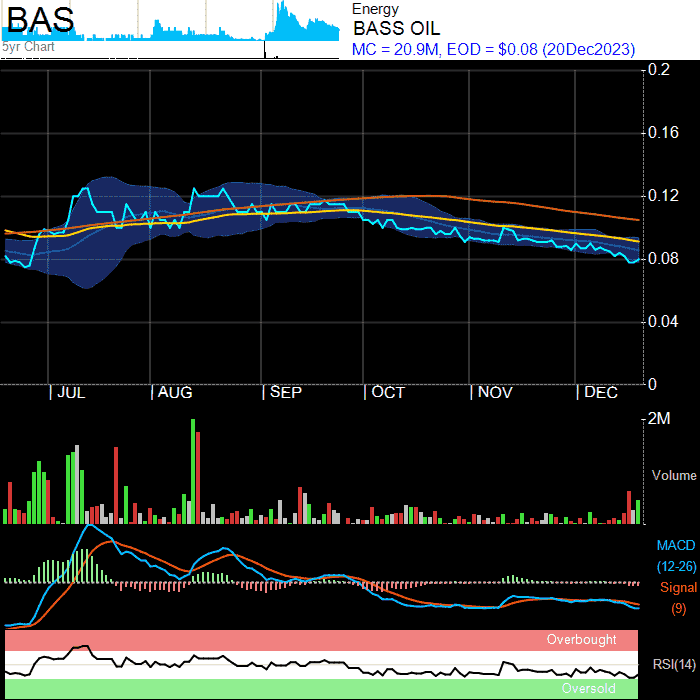 BAS
5yr Chart
Energy
BASS OIL
MC = 20.9M, EOD = $0.08 (20Dec2023)
0.2
0.16
0.12
0.08
0.04
0
JUL
AUG
SEP
OCT
NOV
DEC
2M
Volume
MACD
(12-26)
Signal
(9)
Overbought
RSI(14)
Oversold